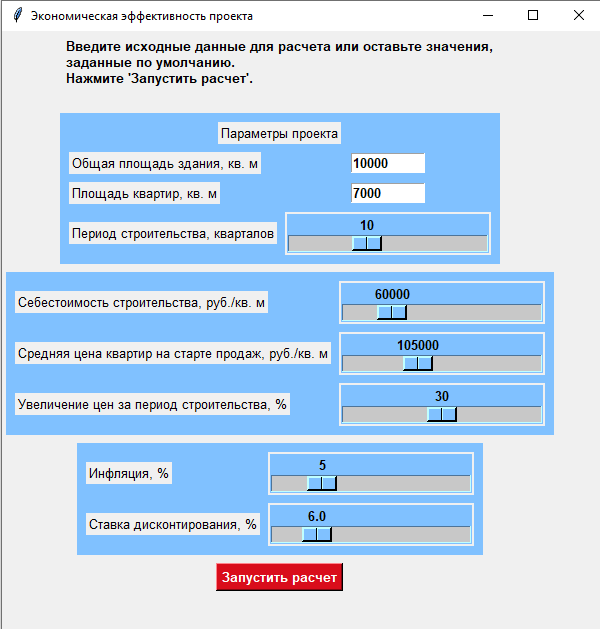 Экономическая эффективность проекта
Введите исходные данные для расчета или оставьте значения,
заданные по умолчанию.
Нажмите 'Запустить расчет'.
Параметры проекта
Общая площадь здания, кв. м 10000
Площадь квартир, кв. м 7000
Период строительства, кварталов 10
Себестоимость строительства, руб./кв. м 60000
Средняя цена квартир на старте продаж, руб./кв. м 105000
Увеличение цен за период строительства, % 30
Инфляция, % 5
Ставка дисконтирования, % 6.0
Запустить расчет